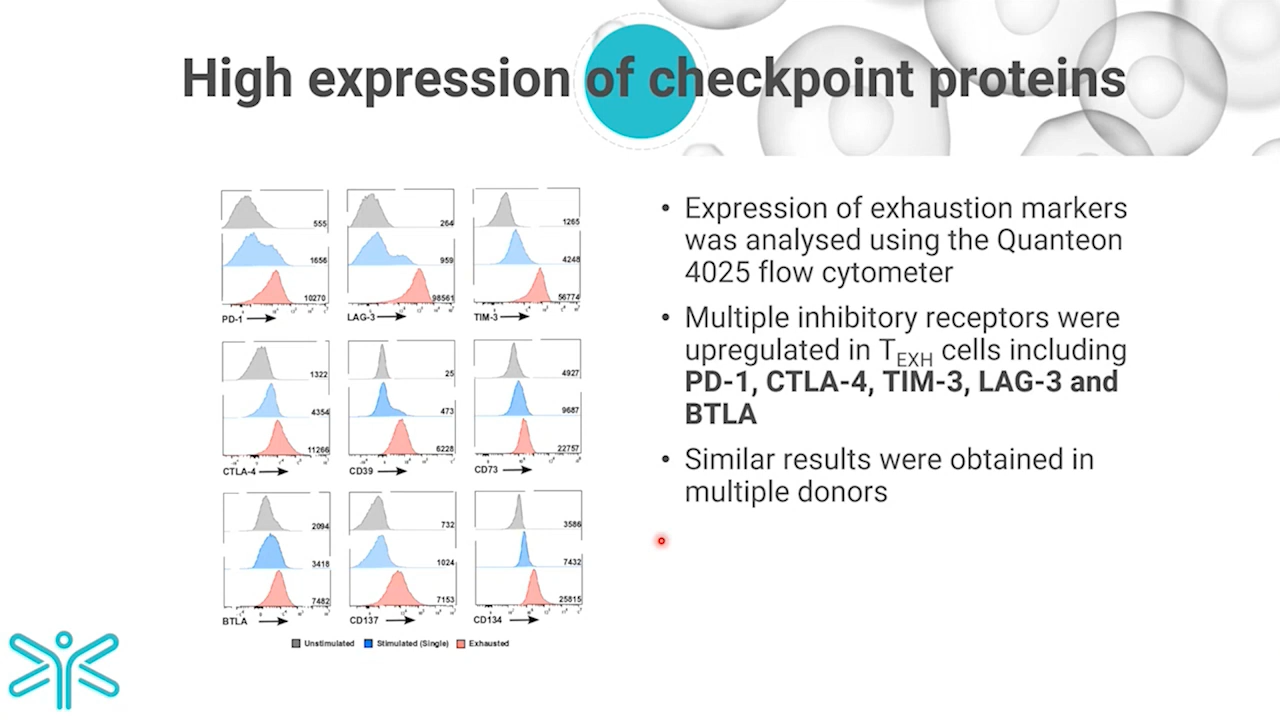 High expression of checkpoint proteins
555
1656
10270
PD-1
264
959
98561
LAG-3
1265
4248
56774
TIM-3
1322
4354
11266
CTLA-4
25
473
6228
CD39
4927
9687
22757
CD73
2094
3418
7482
BTLA
732
1024
7153
CD137
3586
7432
25815
CD134
Unstimulated Stimulated (Single) Exhausted
• Expression of exhaustion markers
was analysed using the Quanteon
4025 flow cytometer
• Multiple inhibitory receptors were
upregulated in TEXH cells including
PD-1, CTLA-4, TIM-3, LAG-3 and
BTLA
• Similar results were obtained in
multiple donors